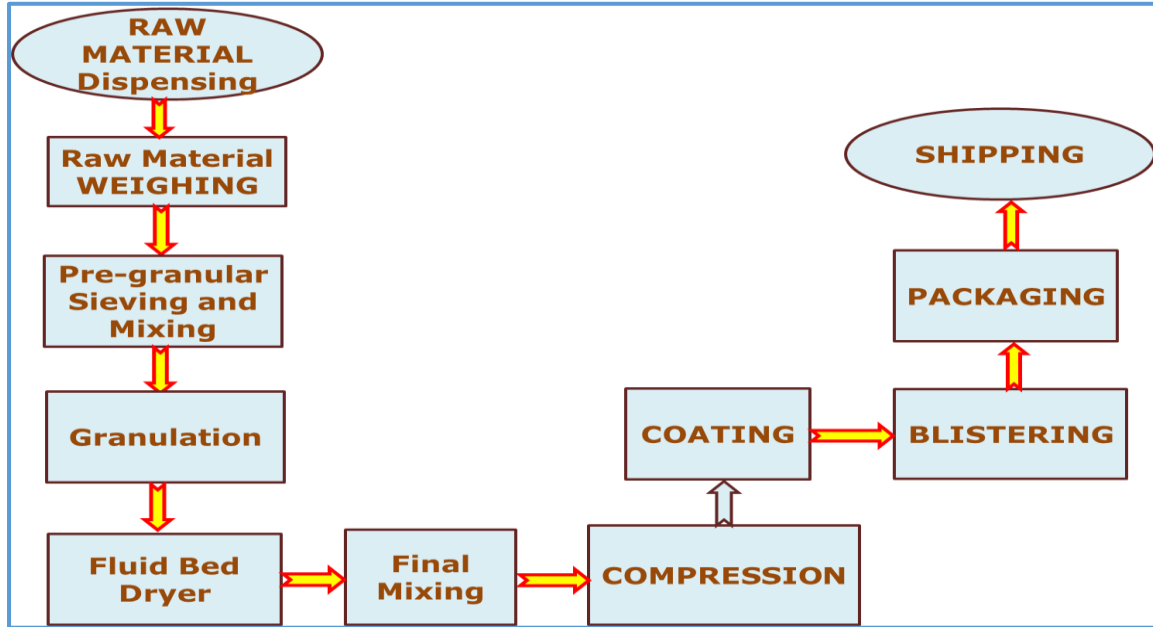 RAW
MATERIAL
Dispensing
Raw Material
WEIGHING
Pre-granular
Sieving and
Mixing
Granulation
Fluid Bed
Dryer
Final
Mixing
COMPRESSION
COATING
BLISTERING
PACKAGING
SHIPPING